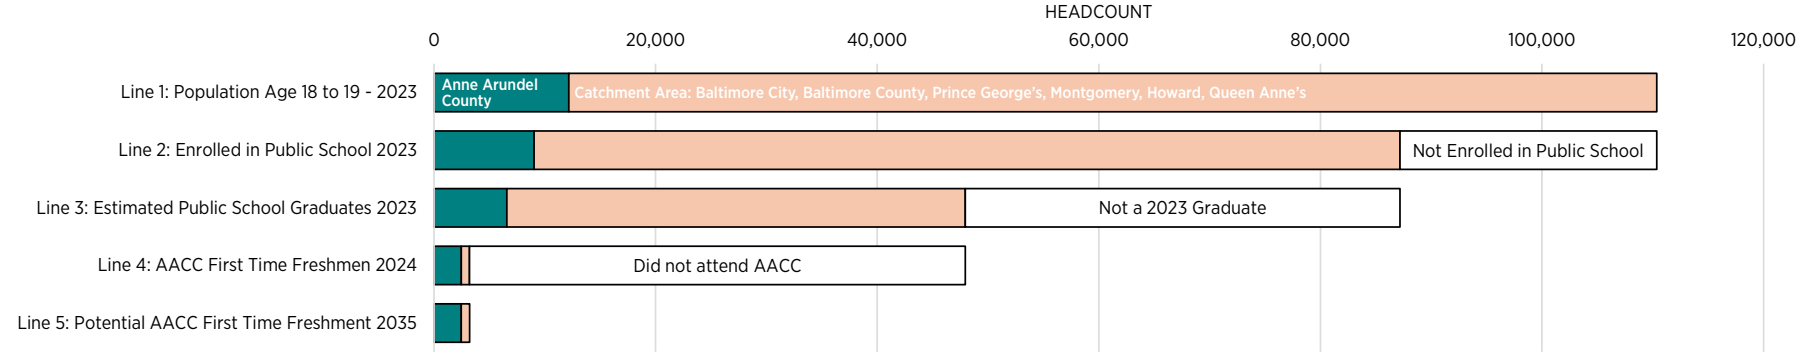 HEADCOUNT
0 20,000 40,000 60,000 80,000 100,000 120,000
Line 1: Population Age 18 to 19 - 2023
Anne Arundel
County
Catchment Area: Baltimore City, Baltimore County, Prince George's, Montgomery, Howard, Queen Anne's
Line 2: Enrolled in Public School 2023
Not Enrolled in Public School
Line 3: Estimated Public School Graduates 2023
Not a 2023 Graduate
Line 4: AACC First Time Freshmen 2024
Did not attend AACC
Line 5: Potential AACC First Time Freshment 2035